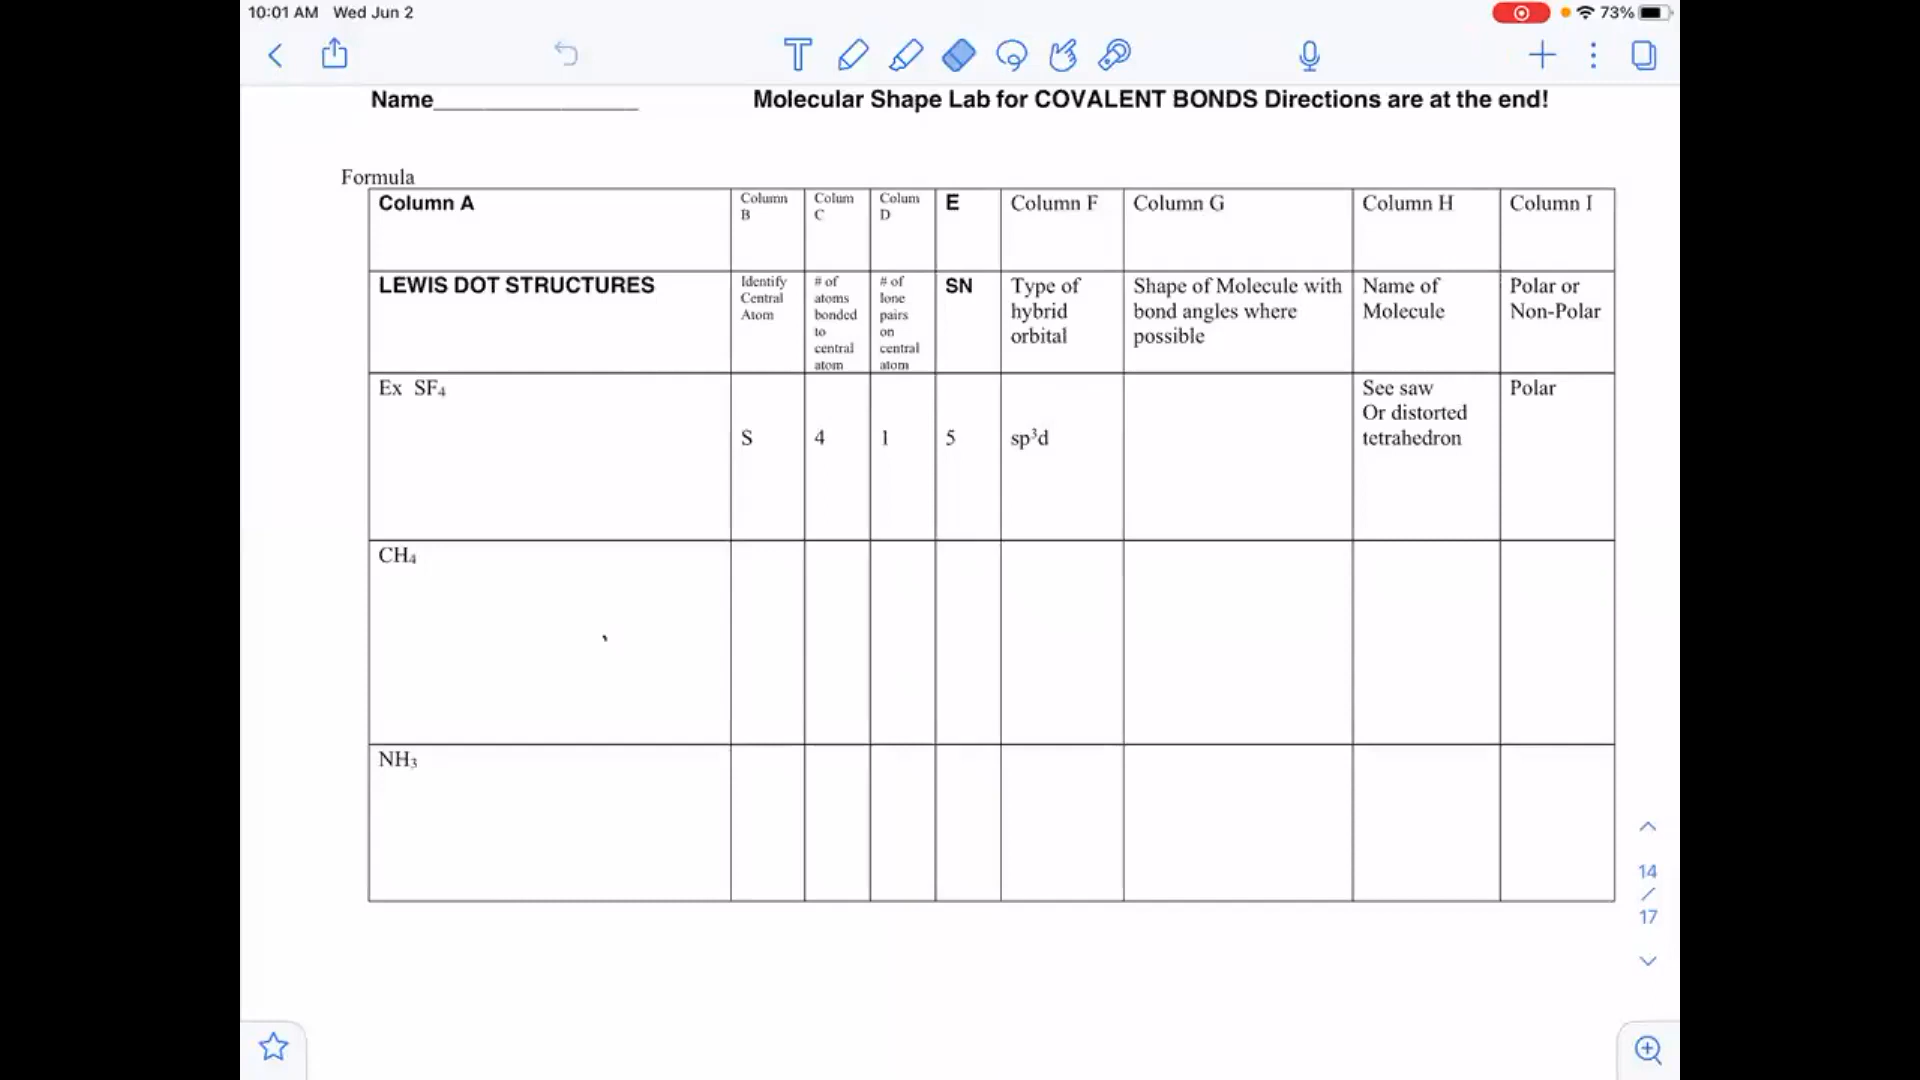 10:01 AM Wed Jun 2
73%
Name________________ Molecular Shape Lab for COVALENT BONDS Directions are at the end!
Formula
Column A
Column
B
Colum
C
Colum
D
E
Column F
Column G
Column H
Column I
LEWIS DOT STRUCTURES
Identify
Central
Atom
# of
atoms
bonded
to
central
atom
# of
lone
pairs
on
central
atom
SN
Type of
hybrid
orbital
Shape of Molecule with
bond angles where
possible
Name of
Molecule
Polar or
Non-Polar
Ex SF₄
S
4
1
5
sp³d
See saw
Or distorted
tetrahedron
Polar
CH₄
NH₃
14
/
17